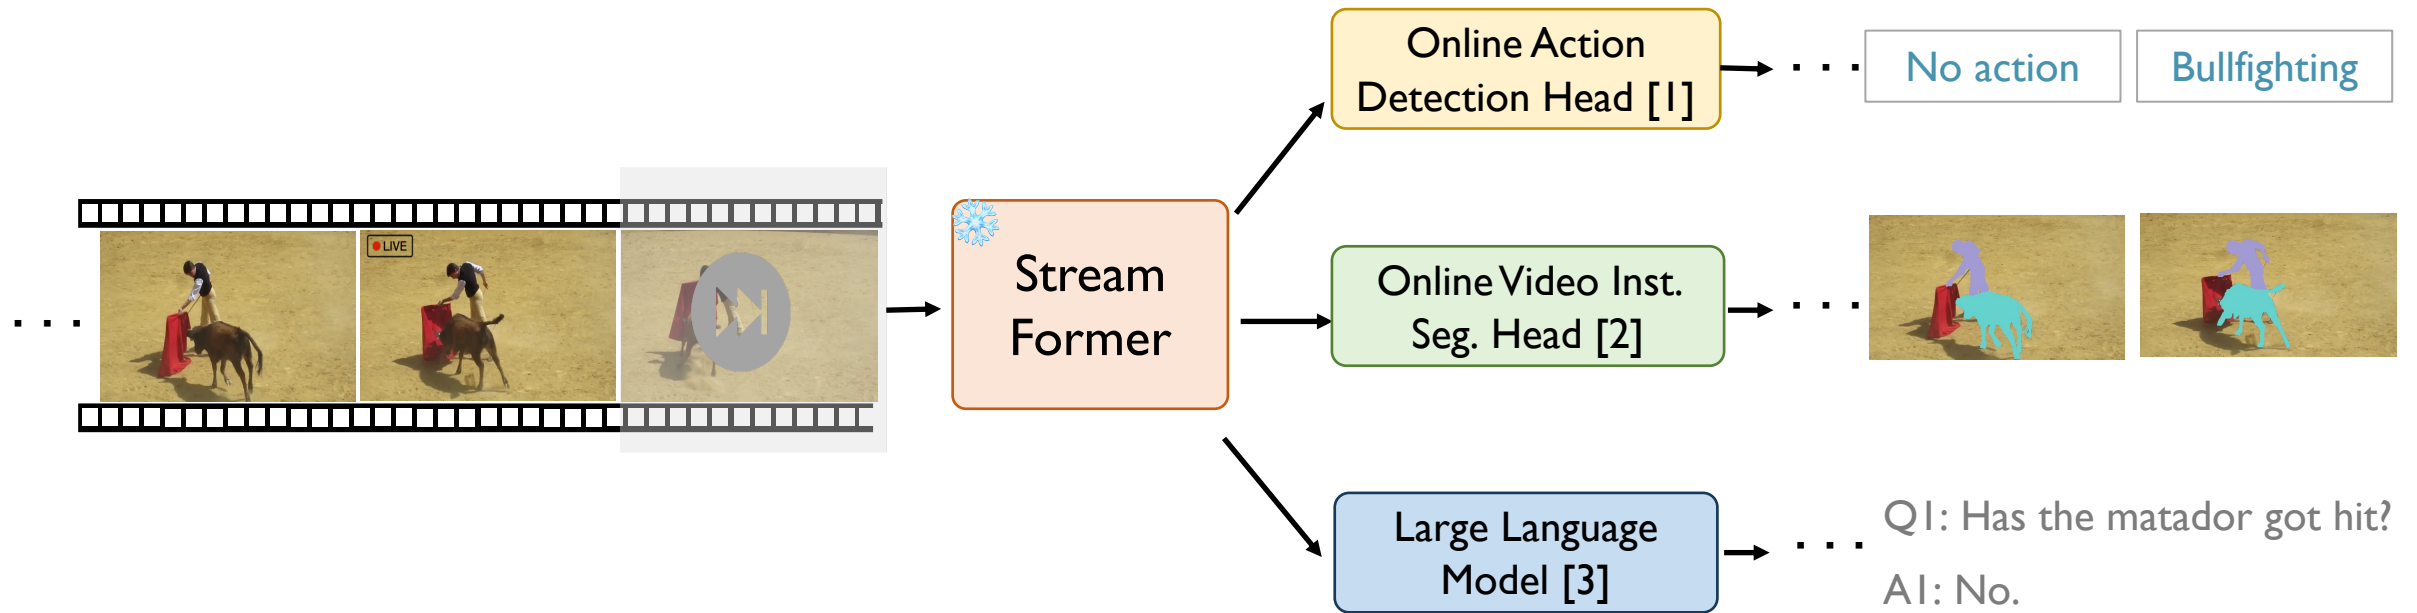 LIVE
Stream
Former
Online Action
Detection Head [1]
. . .
No action
Bullfighting
Online Video Inst.
Seg. Head [2]
. . .
Large Language
Model [3]
. . .
Q1: Has the matador got hit?
A1: No.
. . .